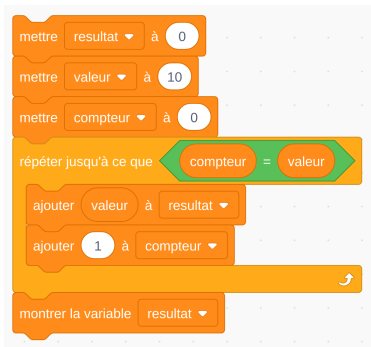 mettre resultat à 0
mettre valeur à 10
mettre compteur à 0
répéter jusqu'à ce que compteur = valeur
ajouter valeur à resultat
ajouter 1 à compteur
montrer la variable resultat